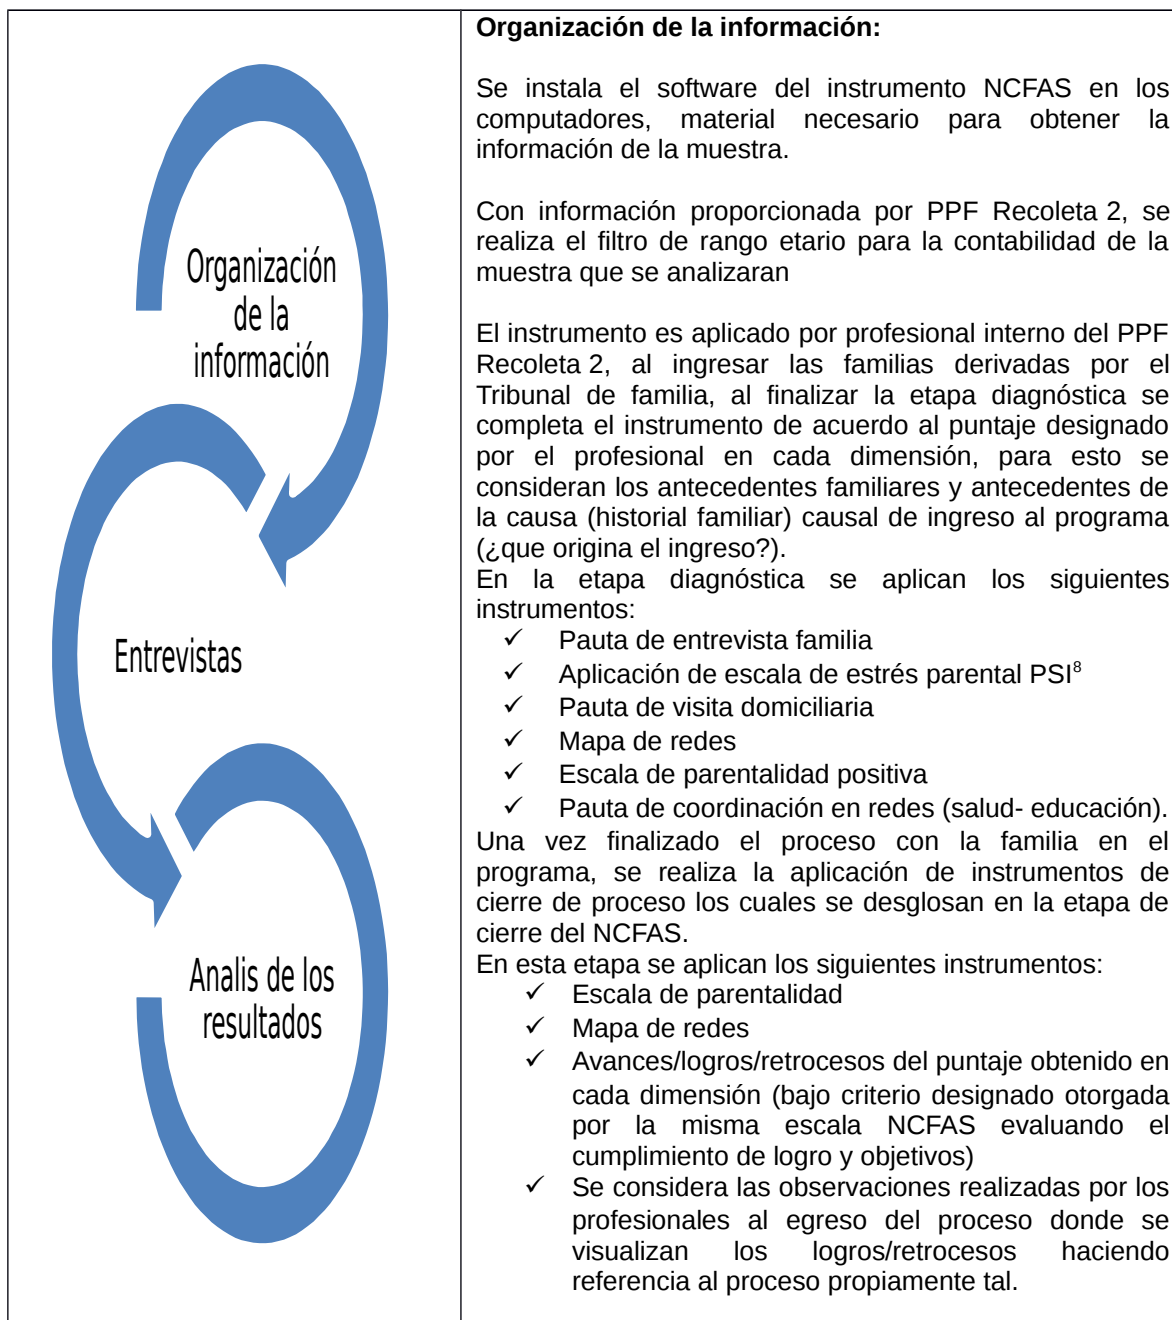 Organización
de la
información
Entrevistas
Analis de los
resultados
Organización de la información:
Se instala el software del instrumento NCFAS en los
computadores, material necesario para obtener la
información de la muestra.
Con información proporcionada por PPF Recoleta 2, se
realiza el filtro de rango etario para la contabilidad de la
muestra que se analizaran
El instrumento es aplicado por profesional interno del PPF
Recoleta 2, al ingresar las familias derivadas por el
Tribunal de familia, al finalizar la etapa diagnóstica se
completa el instrumento de acuerdo al puntaje designado
por el profesional en cada dimensión, para esto se
consideran los antecedentes familiares y antecedentes de
la causa (historial familiar) causal de ingreso al programa
(¿que origina el ingreso?).
En la etapa diagnóstica se aplican los siguientes
instrumentos:
✓ Pauta de entrevista familia
✓ Aplicación de escala de estrés parental PSI⁸
✓ Pauta de visita domiciliaria
✓ Mapa de redes
✓ Escala de parentalidad positiva
✓ Pauta de coordinación en redes (salud- educación).
Una vez finalizado el proceso con la familia en el
programa, se realiza la aplicación de instrumentos de
cierre de proceso los cuales se desglosan en la etapa de
cierre del NCFAS.
En esta etapa se aplican los siguientes instrumentos:
✓ Escala de parentalidad
✓ Mapa de redes
✓ Avances/logros/retrocesos del puntaje obtenido en
cada dimensión (bajo criterio designado otorgada
por la misma escala NCFAS evaluando el
cumplimiento de logro y objetivos)
✓ Se considera las observaciones realizadas por los
profesionales al egreso del proceso donde se
visualizan los logros/retrocesos haciendo
referencia al proceso propiamente tal.